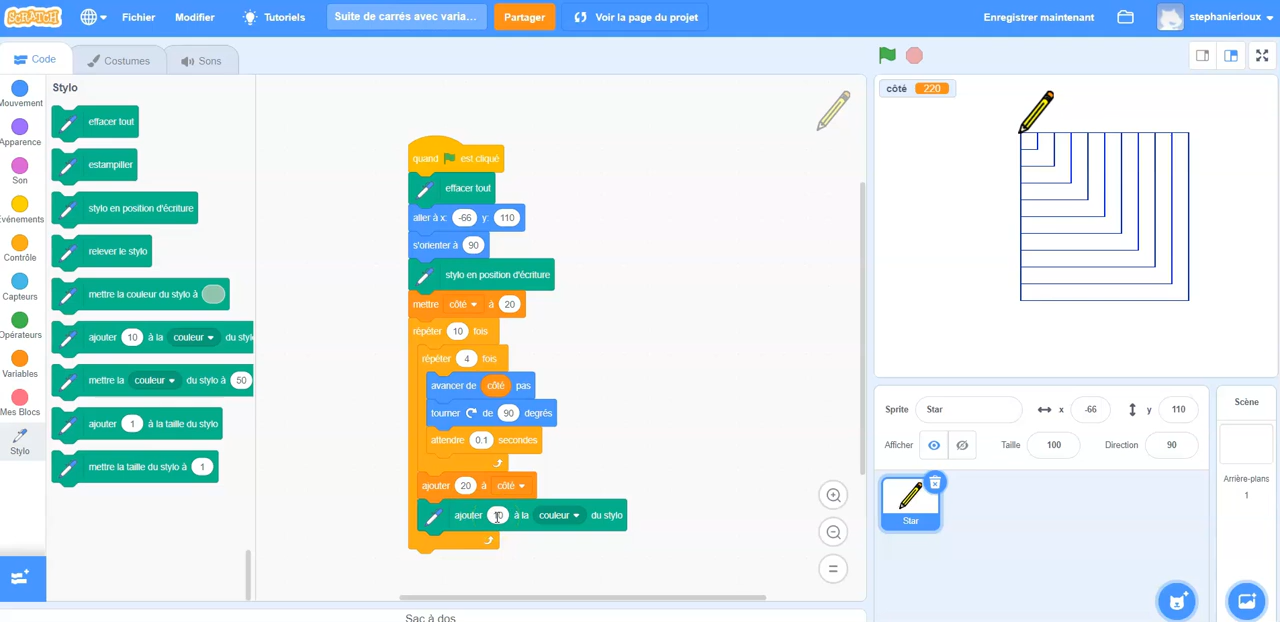 SCRATCH
Fichier
Modifier
Tutoriels
Suite de carrés avec varia...
Partager
Voir la page du projet
Enregistrer maintenant
stephanierioux
Code
Costumes
Sons
Mouvement
Apparence
Son
Événements
Contrôle
Capteurs
Opérateurs
Variables
Mes Blocs
Stylo
Stylo
effacer tout
estampiller
stylo en position d'écriture
relever le stylo
mettre la couleur du stylo à
ajouter 10 à la couleur du stylo
mettre la couleur du stylo à 50
ajouter 1 à la taille du stylo
mettre la taille du stylo à 1
quand est cliqué
effacer tout
aller à x: -66 y: 110
s'orienter à 90
stylo en position d'écriture
mettre côté à 20
répéter 10 fois
répéter 4 fois
avancer de côté pas
tourner de 90 degrés
attendre 0.1 secondes
ajouter 20 à côté
ajouter 10 à la couleur du stylo
Sac à dos
côté 220
Sprite Star x -66 y 110
Afficher Taille 100 Direction 90
Star
Scène
Arrière-plans
1